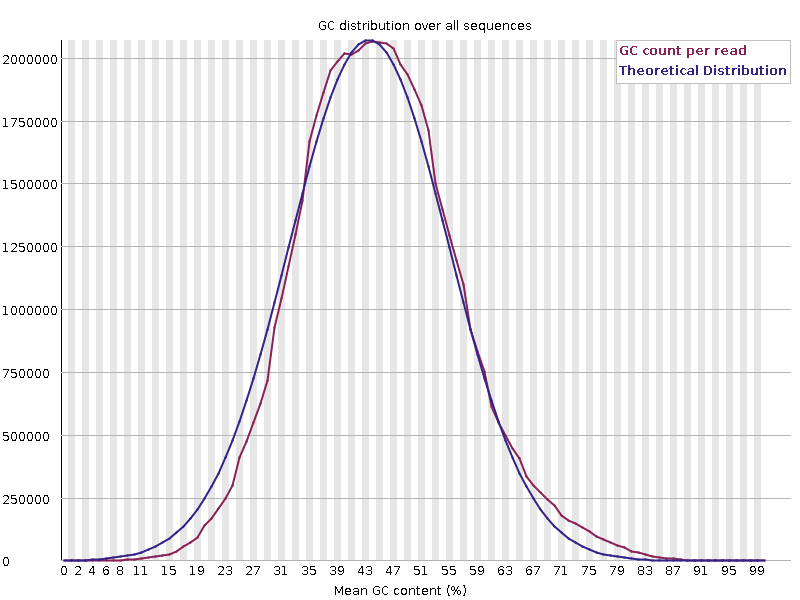 GC distribution over all sequences
GC count per read
Theoretical Distribution
2000000
1750000
1500000
1250000
1000000
750000
500000
250000
0
0 2 4 6 8 11 15 19 23 27 31 35 39 43 47 51 55 59 63 67 71 75 79 83 87 91 95 99
Mean GC content (%)